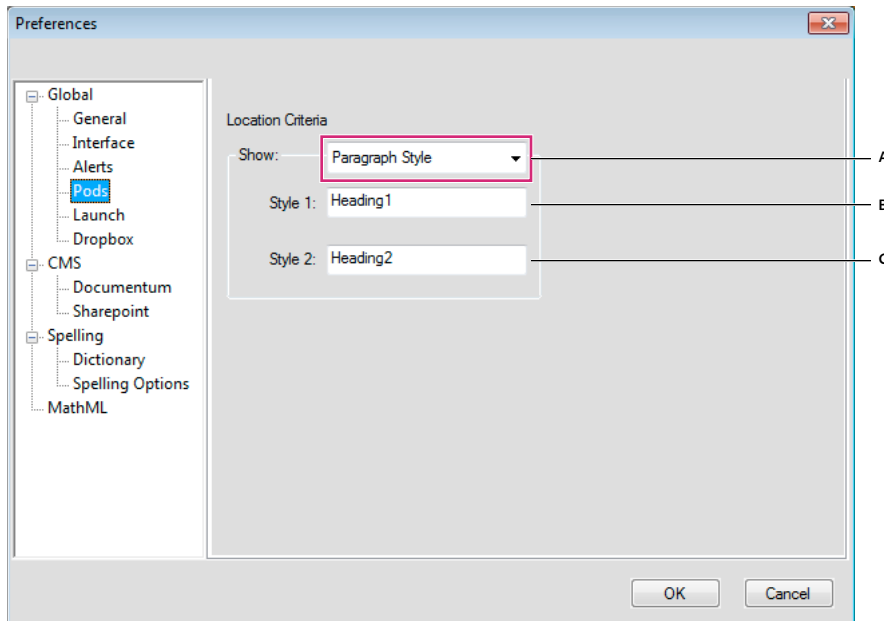 Preferences
Global
General
Interface
Alerts
Pods
Launch
Dropbox
CMS
Documentum
Sharepoint
Spelling
Dictionary
Spelling Options
MathML
Location Criteria
Show: Paragraph Style A
Style 1: Heading1 B
Style 2: Heading2 C
OK Cancel